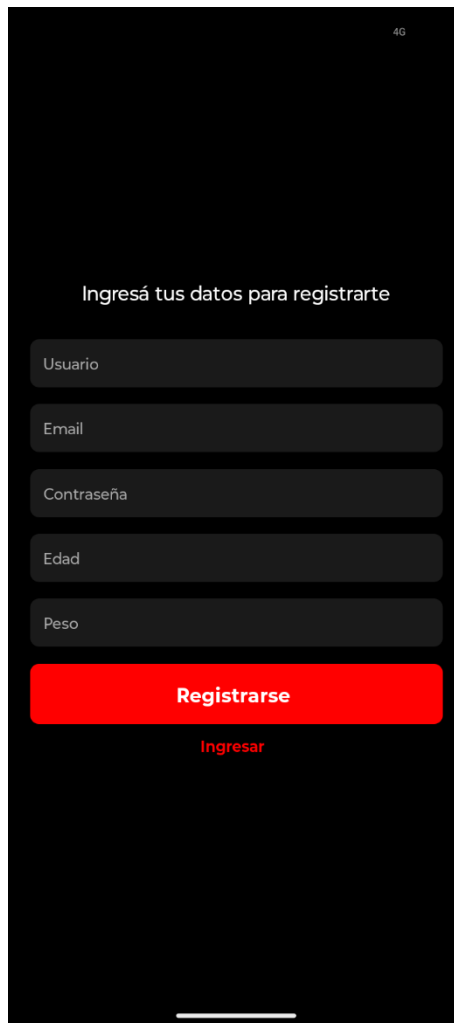 4G
Ingresá tus datos para registrarte
Usuario
Email
Contraseña
Edad
Peso
Registrarse
Ingresar